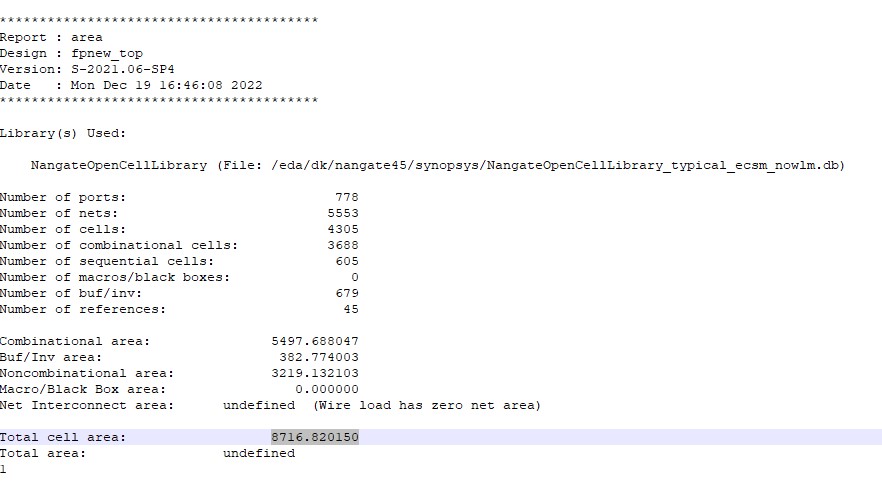 ****************************************
Report : area
Design : fpnew_top
Version: S-2021.06-SP4
Date   : Mon Dec 19 16:46:08 2022
****************************************
Library(s) Used:
NangateOpenCellLibrary (File: /eda/dk/nangate45/synopsys/NangateOpenCellLibrary_typical_ecsm_nowlm.db)
Number of ports: 778
Number of nets: 5553
Number of cells: 4305
Number of combinational cells: 3688
Number of sequential cells: 605
Number of macros/black boxes: 0
Number of buf/inv: 679
Number of references: 45
Combinational area: 5497.688047
Buf/Inv area: 382.774003
Noncombinational area: 3219.132103
Macro/Black Box area: 0.000000
Net Interconnect area: undefined (Wire load has zero net area)
Total cell area: 8716.820150
Total area: undefined
1